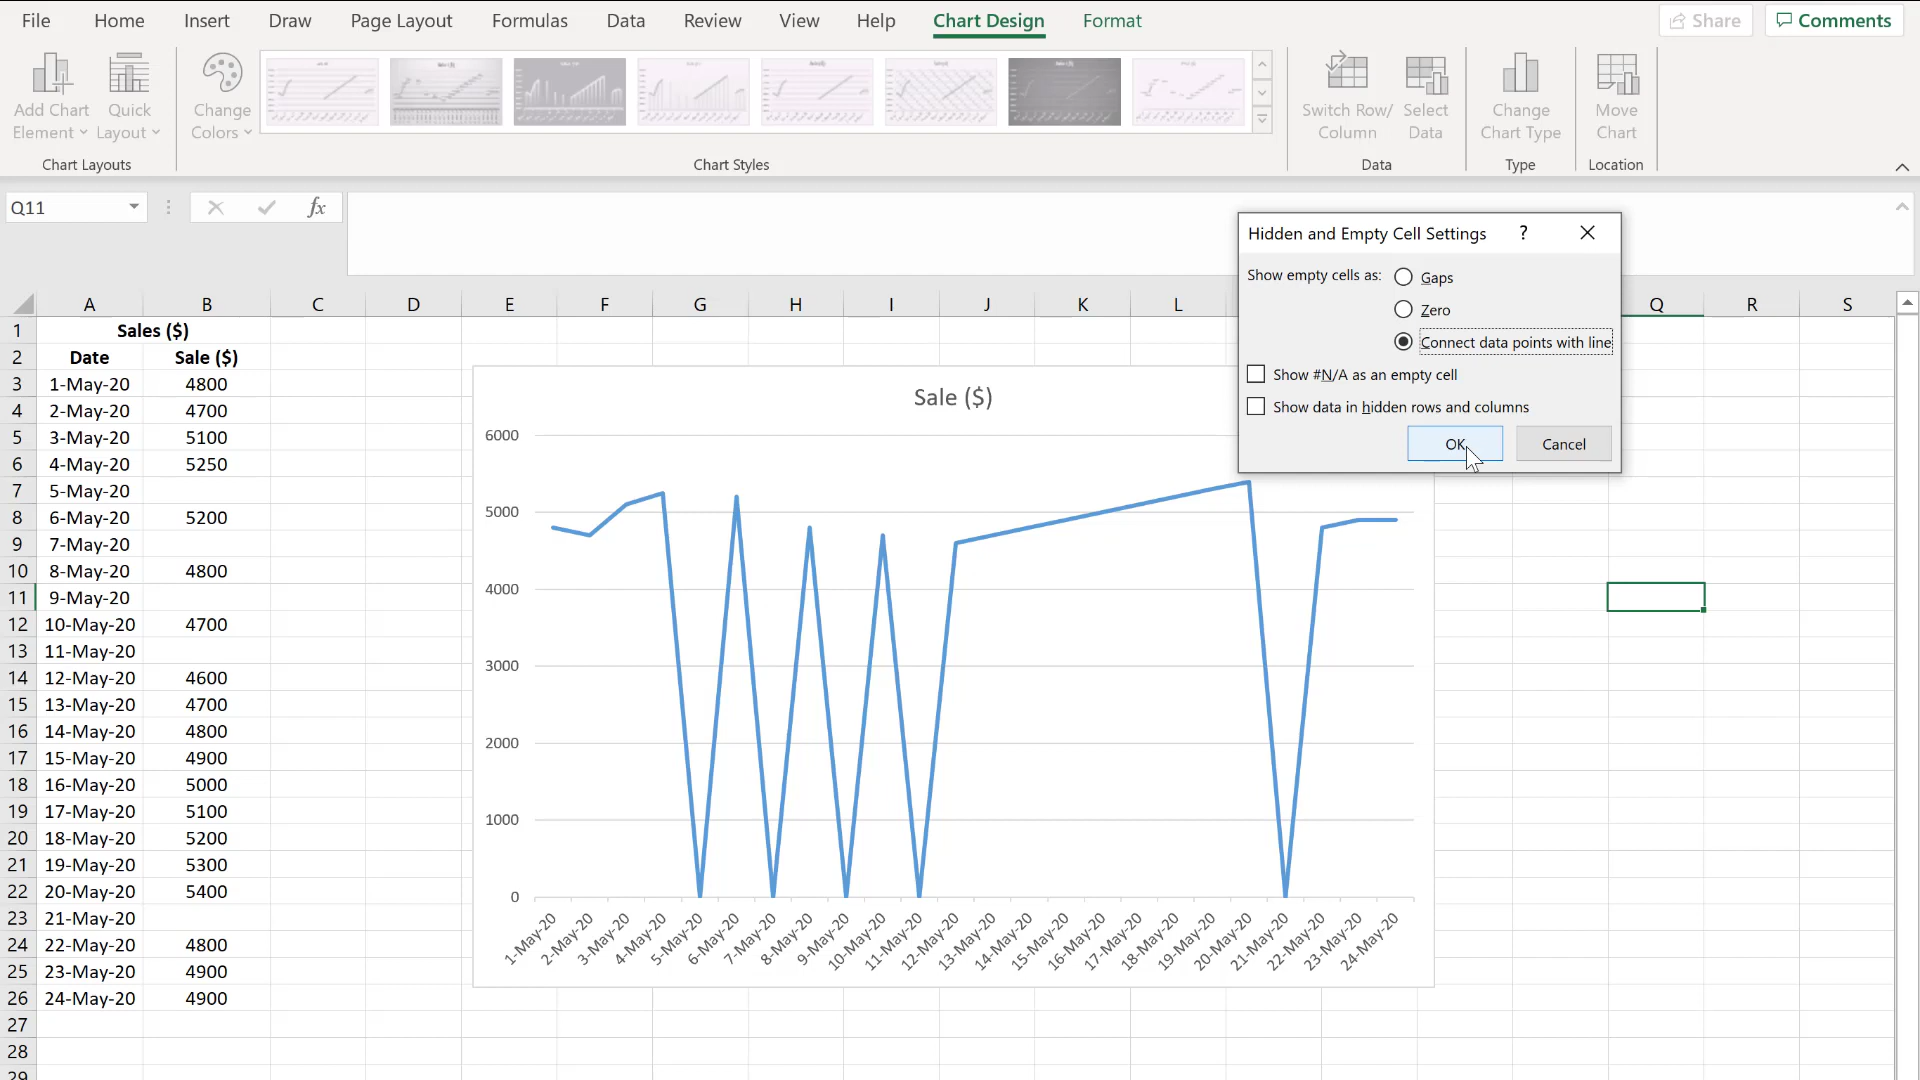 File Home Insert Draw Page Layout Formulas Data Review View Help Chart Design Format Share Comments
Add Chart Element Quick Layout Change Colors Switch Row/ Column Select Data Change Chart Type Move Chart
Chart Layouts Chart Styles Data Type Location
Q11 fx
Hidden and Empty Cell Settings ?
Show empty cells as: Gaps
Zero
Connect data points with line
Show #N/A as an empty cell
Show data in hidden rows and columns
OK Cancel
A B C D E F G H I J K L Q R S
1 Sales ($)
2 Date Sale ($)
3 1-May-20 4800
4 2-May-20 4700
5 3-May-20 5100
6 4-May-20 5250
7 5-May-20
8 6-May-20 5200
9 7-May-20
10 8-May-20 4800
11 9-May-20
12 10-May-20 4700
13 11-May-20
14 12-May-20 4600
15 13-May-20 4700
16 14-May-20 4800
17 15-May-20 4900
18 16-May-20 5000
19 17-May-20 5100
20 18-May-20 5200
21 19-May-20 5300
22 20-May-20 5400
23 21-May-20
24 22-May-20 4800
25 23-May-20 4900
26 24-May-20 4900
27
28
29
Sale ($)
6000
5000
4000
3000
2000
1000
0
1-May-20 2-May-20 3-May-20 4-May-20 5-May-20 6-May-20 7-May-20 8-May-20 9-May-20 10-May-20 11-May-20 12-May-20 13-May-20 14-May-20 15-May-20 16-May-20 17-May-20 18-May-20 19-May-20 20-May-20 21-May-20 22-May-20 23-May-20 24-May-20